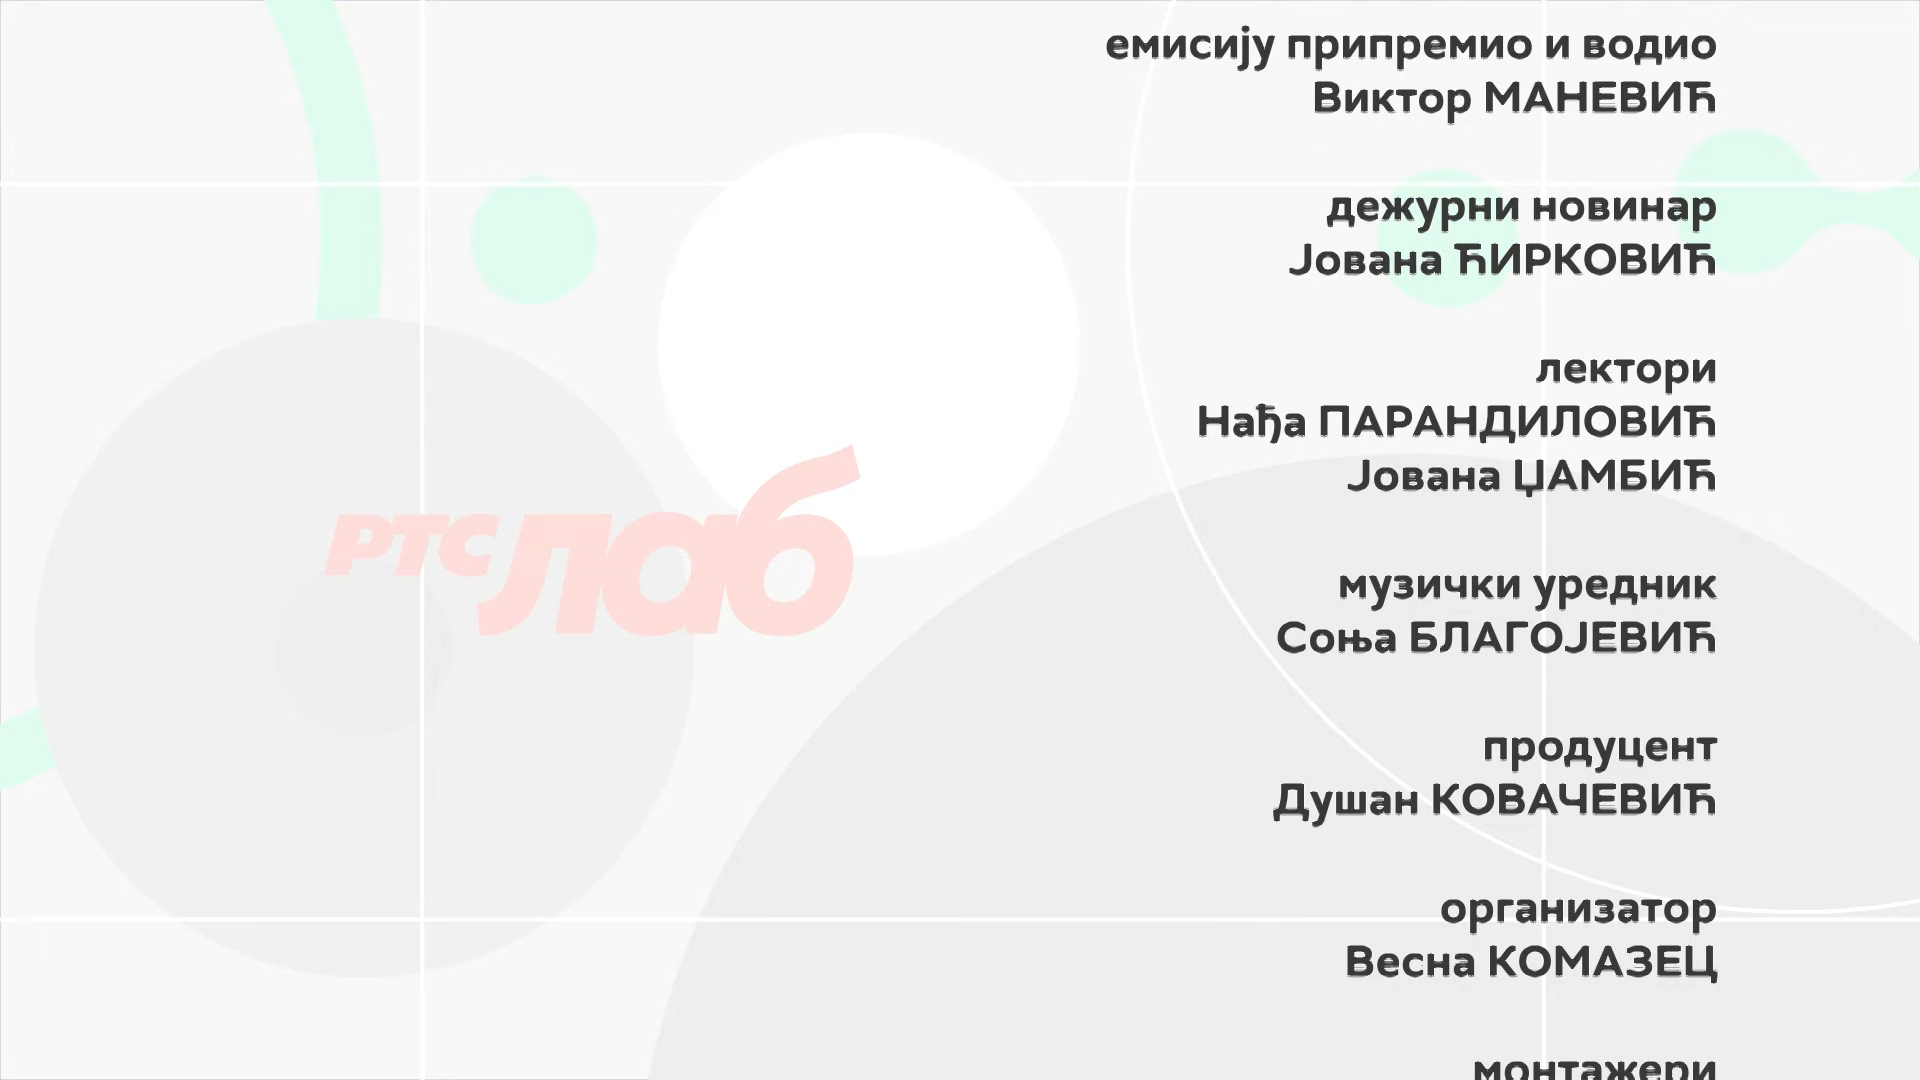 емисију припремио и водио
Виктор МАНЕВИЋ
дежурни новинар
Јована ЋИРКОВИЋ
лектори
Нађа ПАРАНДИЛОВИЋ
Јована ЏАМБИЋ
РТС лаб
музички уредник
Соња БЛАГОЈЕВИЋ
продуцент
Душан КОВАЧЕВИЋ
организатор
Весна КОМАЗЕЦ
монтажери